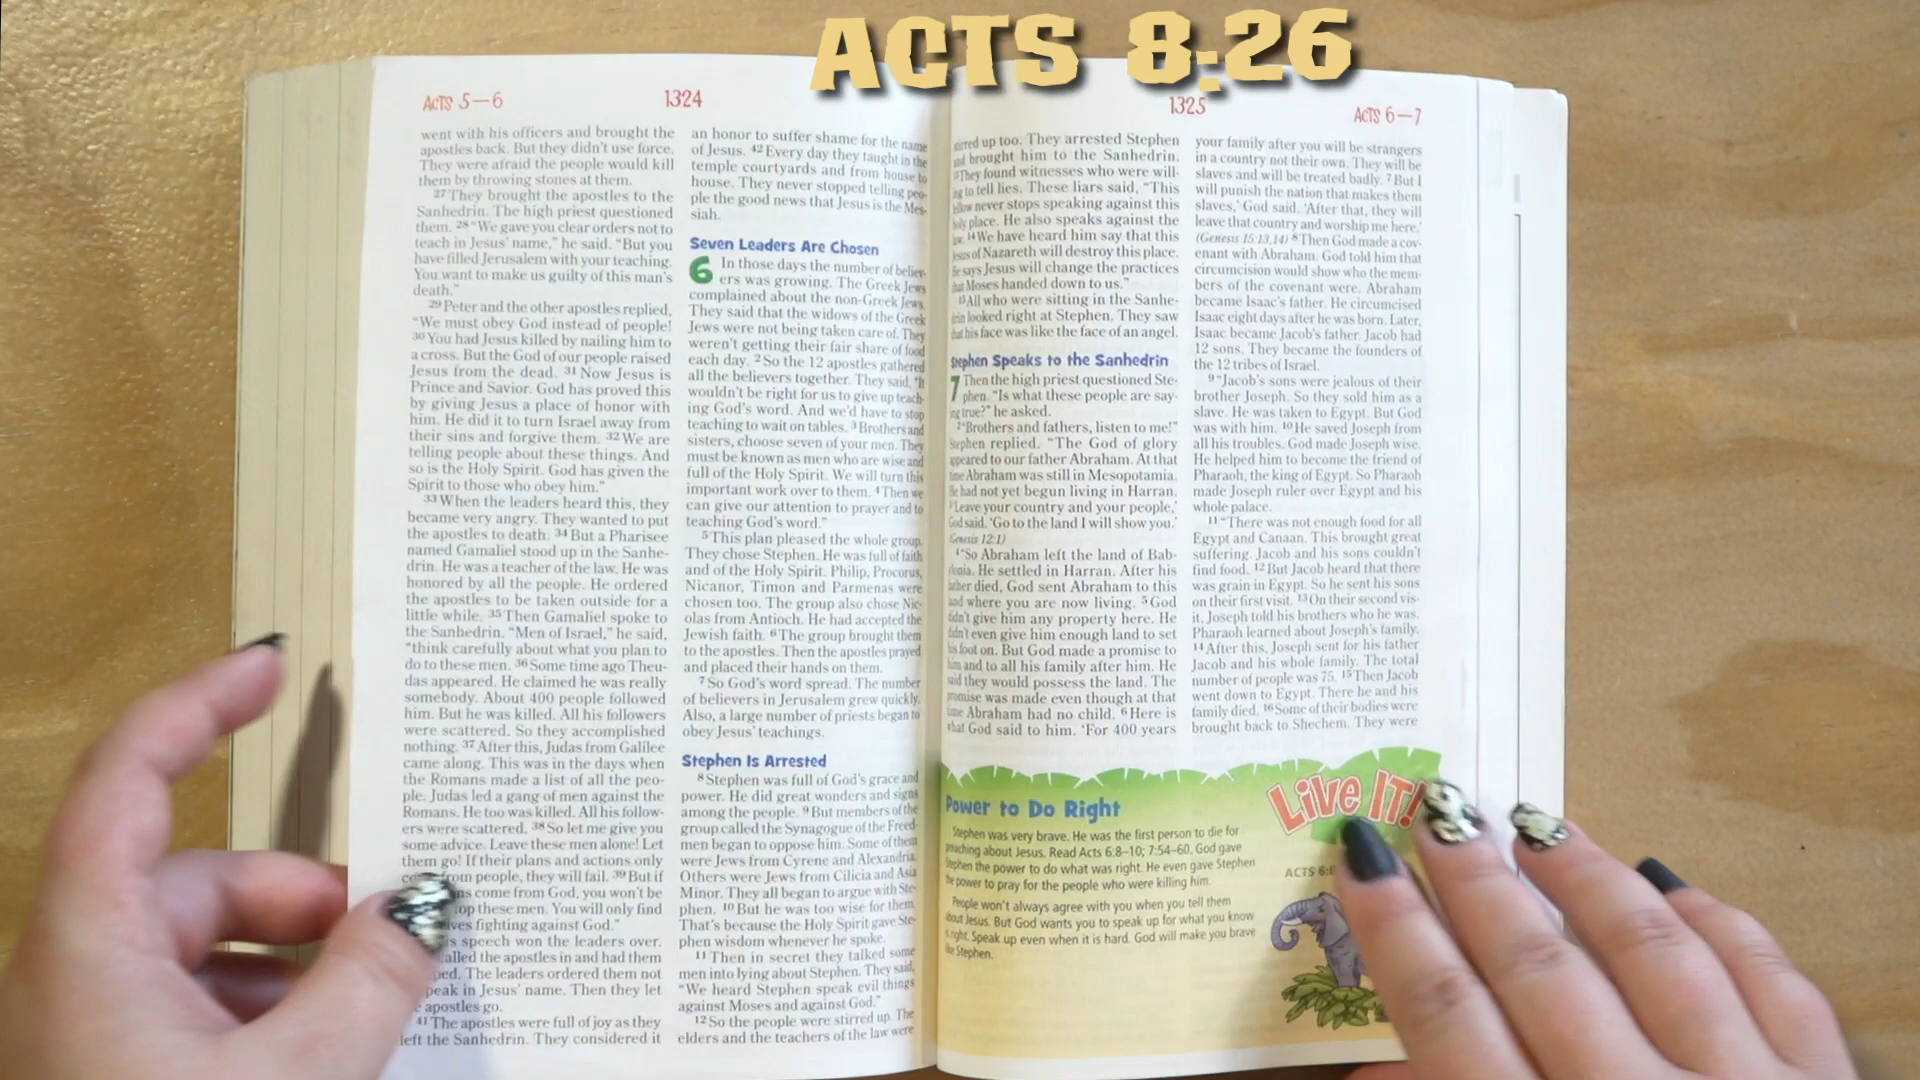 ACTS 8:26
ACTS 5—6
1324
went with his officers and brought the
apostles back. But they didn't use force.
They were afraid the people would kill
them by throwing stones at them.
27 They brought the apostles to the
Sanhedrin. The high priest questioned
them. 28 "We gave you clear orders not to
teach in Jesus' name," he said. "But you
have filled Jerusalem with your teaching.
You want to make us guilty of this man's
death."
29 Peter and the other apostles replied,
"We must obey God instead of people!
30 You had Jesus killed by nailing him to
a cross. But the God of our people raised
Jesus from the dead. 31 Now Jesus is
Prince and Savior. God has proved this
by giving Jesus a place of honor with
him. He did it to turn Israel away from
their sins and forgive them. 32 We are
telling people about these things. And
so is the Holy Spirit. God has given the
Spirit to those who obey him."
33 When the leaders heard this, they
became very angry. They wanted to put
the apostles to death. 34 But a Pharisee
named Gamaliel stood up in the Sanhe-
drin. He was a teacher of the law. He was
honored by all the people. He ordered
the apostles to be taken outside for a
little while. 35 Then Gamaliel spoke to
the Sanhedrin. "Men of Israel," he said,
"think carefully about what you plan to
do to these men. 36 Some time ago Theu-
das appeared. He claimed he was really
somebody. About 400 people followed
him. But he was killed. All his followers
were scattered. So they accomplished
nothing. 37 After this, Judas from Galilee
came along. This was in the days when
the Romans made a list of all the peo-
ple. Judas led a gang of men against the
Romans. He too was killed. All his follow-
ers were scattered. 38 So let me give you
some advice. Leave these men alone! Let
them go! If their plans and actions only
from people, they will fail. 39 But if
come from God, you won't be
these men. You will only find
fighting against God."
speech won the leaders over.
called the apostles in and had them
The leaders ordered them not
speak in Jesus' name. Then they let
apostles go.
41 The apostles were full of joy as they
left the Sanhedrin. They considered it
an honor to suffer shame for the name
of Jesus. 42 Every day they taught in the
temple courtyards and from house to
house. They never stopped telling peo-
ple the good news that Jesus is the Mes-
siah.
Seven Leaders Are Chosen
6 In those days the number of believ-
ers was growing. The Greek Jews
complained about the non-Greek Jews.
They said that the widows of the Greek
Jews were not being taken care of. They
weren't getting their fair share of food
each day. 2 So the 12 apostles gathered
all the believers together. They said, "It
wouldn't be right for us to give up teach-
ing God's word. And we'd have to stop
teaching to wait on tables. 3 Brothers and
sisters, choose seven of your men. They
must be known as men who are wise and
full of the Holy Spirit. We will turn this
important work over to them. 4 Then we
can give our attention to prayer and to
teaching God's word."
5 This plan pleased the whole group.
They chose Stephen. He was full of faith
and of the Holy Spirit. Philip, Procorus,
Nicanor, Timon and Parmenas were
chosen too. The group also chose Nic-
olas from Antioch. He had accepted the
Jewish faith. 6 The group brought them
to the apostles. Then the apostles prayed
and placed their hands on them.
7 So God's word spread. The number
of believers in Jerusalem grew quickly.
Also, a large number of priests began to
obey Jesus' teachings.
Stephen Is Arrested
8 Stephen was full of God's grace and
power. He did great wonders and signs
among the people. 9 But members of the
group called the Synagogue of the Freed-
men began to oppose him. Some of them
were Jews from Cyrene and Alexandria.
Others were Jews from Cilicia and Asia
Minor. They all began to argue with Ste-
phen. 10 But he was too wise for them.
That's because the Holy Spirit gave Ste-
phen wisdom whenever he spoke.
11 Then in secret they talked some
men into lying about Stephen. They said,
"We heard Stephen speak evil things
against Moses and against God."
12 So the people were stirred up. The
elders and the teachers of the law were
1325
ACTS 6—7
stirred up too. They arrested Stephen
and brought him to the Sanhedrin.
They found witnesses who were will-
ing to tell lies. These liars said, "This
fellow never stops speaking against this
holy place. He also speaks against the
law. 14 We have heard him say that this
Jesus of Nazareth will destroy this place.
He says Jesus will change the practices
that Moses handed down to us."
15 All who were sitting in the Sanhe-
drin looked right at Stephen. They saw
that his face was like the face of an angel.
Stephen Speaks to the Sanhedrin
7 Then the high priest questioned Ste-
phen. "Is what these people are say-
ing true?" he asked.
2 "Brothers and fathers, listen to me!"
Stephen replied. "The God of glory
appeared to our father Abraham. At that
time Abraham was still in Mesopotamia.
He had not yet begun living in Harran.
3 'Leave your country and your people,'
God said. 'Go to the land I will show you.'
(Genesis 12:1)
4 "So Abraham left the land of Bab-
ylonia. He settled in Harran. After his
father died, God sent Abraham to this
land where you are now living. 5 God
didn't give him any property here. He
didn't even give him enough land to set
his foot on. But God made a promise to
him and to all his family after him. He
said they would possess the land. The
promise was made even though at that
time Abraham had no child. 6 Here is
what God said to him. 'For 400 years
your family after you will be strangers
in a country not their own. They will be
slaves and will be treated badly. 7 But I
will punish the nation that makes them
slaves,' God said. 'After that, they will
leave that country and worship me here.'
(Genesis 15:13,14) 8 Then God made a cov-
enant with Abraham. God told him that
circumcision would show who the mem-
bers of the covenant were. Abraham
became Isaac's father. He circumcised
Isaac eight days after he was born. Later,
Isaac became Jacob's father. Jacob had
12 sons. They became the founders of
the 12 tribes of Israel.
9 "Jacob's sons were jealous of their
brother Joseph. So they sold him as a
slave. He was taken to Egypt. But God
was with him. 10 He saved Joseph from
all his troubles. God made Joseph wise.
He helped him to become the friend of
Pharaoh, the king of Egypt. So Pharaoh
made Joseph ruler over Egypt and his
whole palace.
11 "There was not enough food for all
Egypt and Canaan. This brought great
suffering. Jacob and his sons couldn't
find food. 12 But Jacob heard that there
was grain in Egypt. So he sent his sons
on their first visit. 13 On their second vis-
it, Joseph told his brothers who he was.
Pharaoh learned about Joseph's family.
14 After this, Joseph sent for his father
Jacob and his whole family. The total
number of people was 75. 15 Then Jacob
went down to Egypt. There he and his
family died. 16 Some of their bodies were
brought back to Shechem. They were
Live IT!
Power to Do Right
Stephen was very brave. He was the first person to die for
preaching about Jesus. Read Acts 6:8–10; 7:54–60. God gave
Stephen the power to do what was right. He even gave Stephen
the power to pray for the people who were killing him.
People won't always agree with you when you tell them
about Jesus. But God wants you to speak up for what you know
is right. Speak up even when it is hard. God will make you brave
like Stephen.
ACTS 6:8